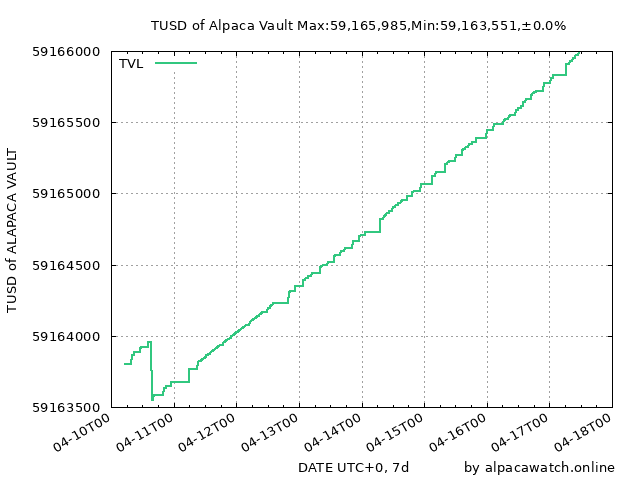 TUSD of Alpaca Vault Max:59,165,985,Min:59,163,551,±0.0%
TVL
59166000
59165500
59165000
59164500
59164000
59163500
TUSD of ALAPACA VAULT
04-10T00
04-11T00
04-12T00
04-13T00
04-14T00
04-15T00
04-16T00
04-17T00
04-18T00
DATE UTC+0, 7d
by alpacawatch.online